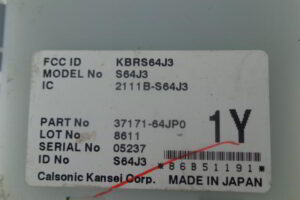 FCC ID KBRS64J3
MODEL No S64J3
IC 2111B-S64J3
PART No 37171-64JP0
LOT No 8611
SERIAL No 05237
ID No S64J3
1Y
*86B51191*
Calsonic Kansei Corp. MADE IN JAPAN